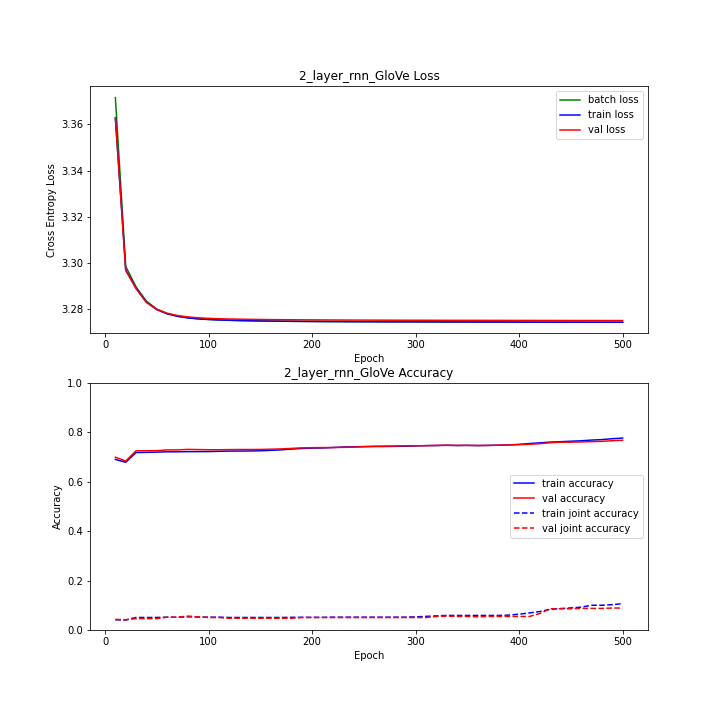 2_layer_rnn_GloVe Loss
batch loss
train loss
val loss
Cross Entropy Loss
3.36
3.34
3.32
3.30
3.28
0 100 200 300 400 500
Epoch
2_layer_rnn_GloVe Accuracy
Accuracy
1.0
0.8
0.6
0.4
0.2
0.0
train accuracy
val accuracy
train joint accuracy
val joint accuracy
0 100 200 300 400 500
Epoch